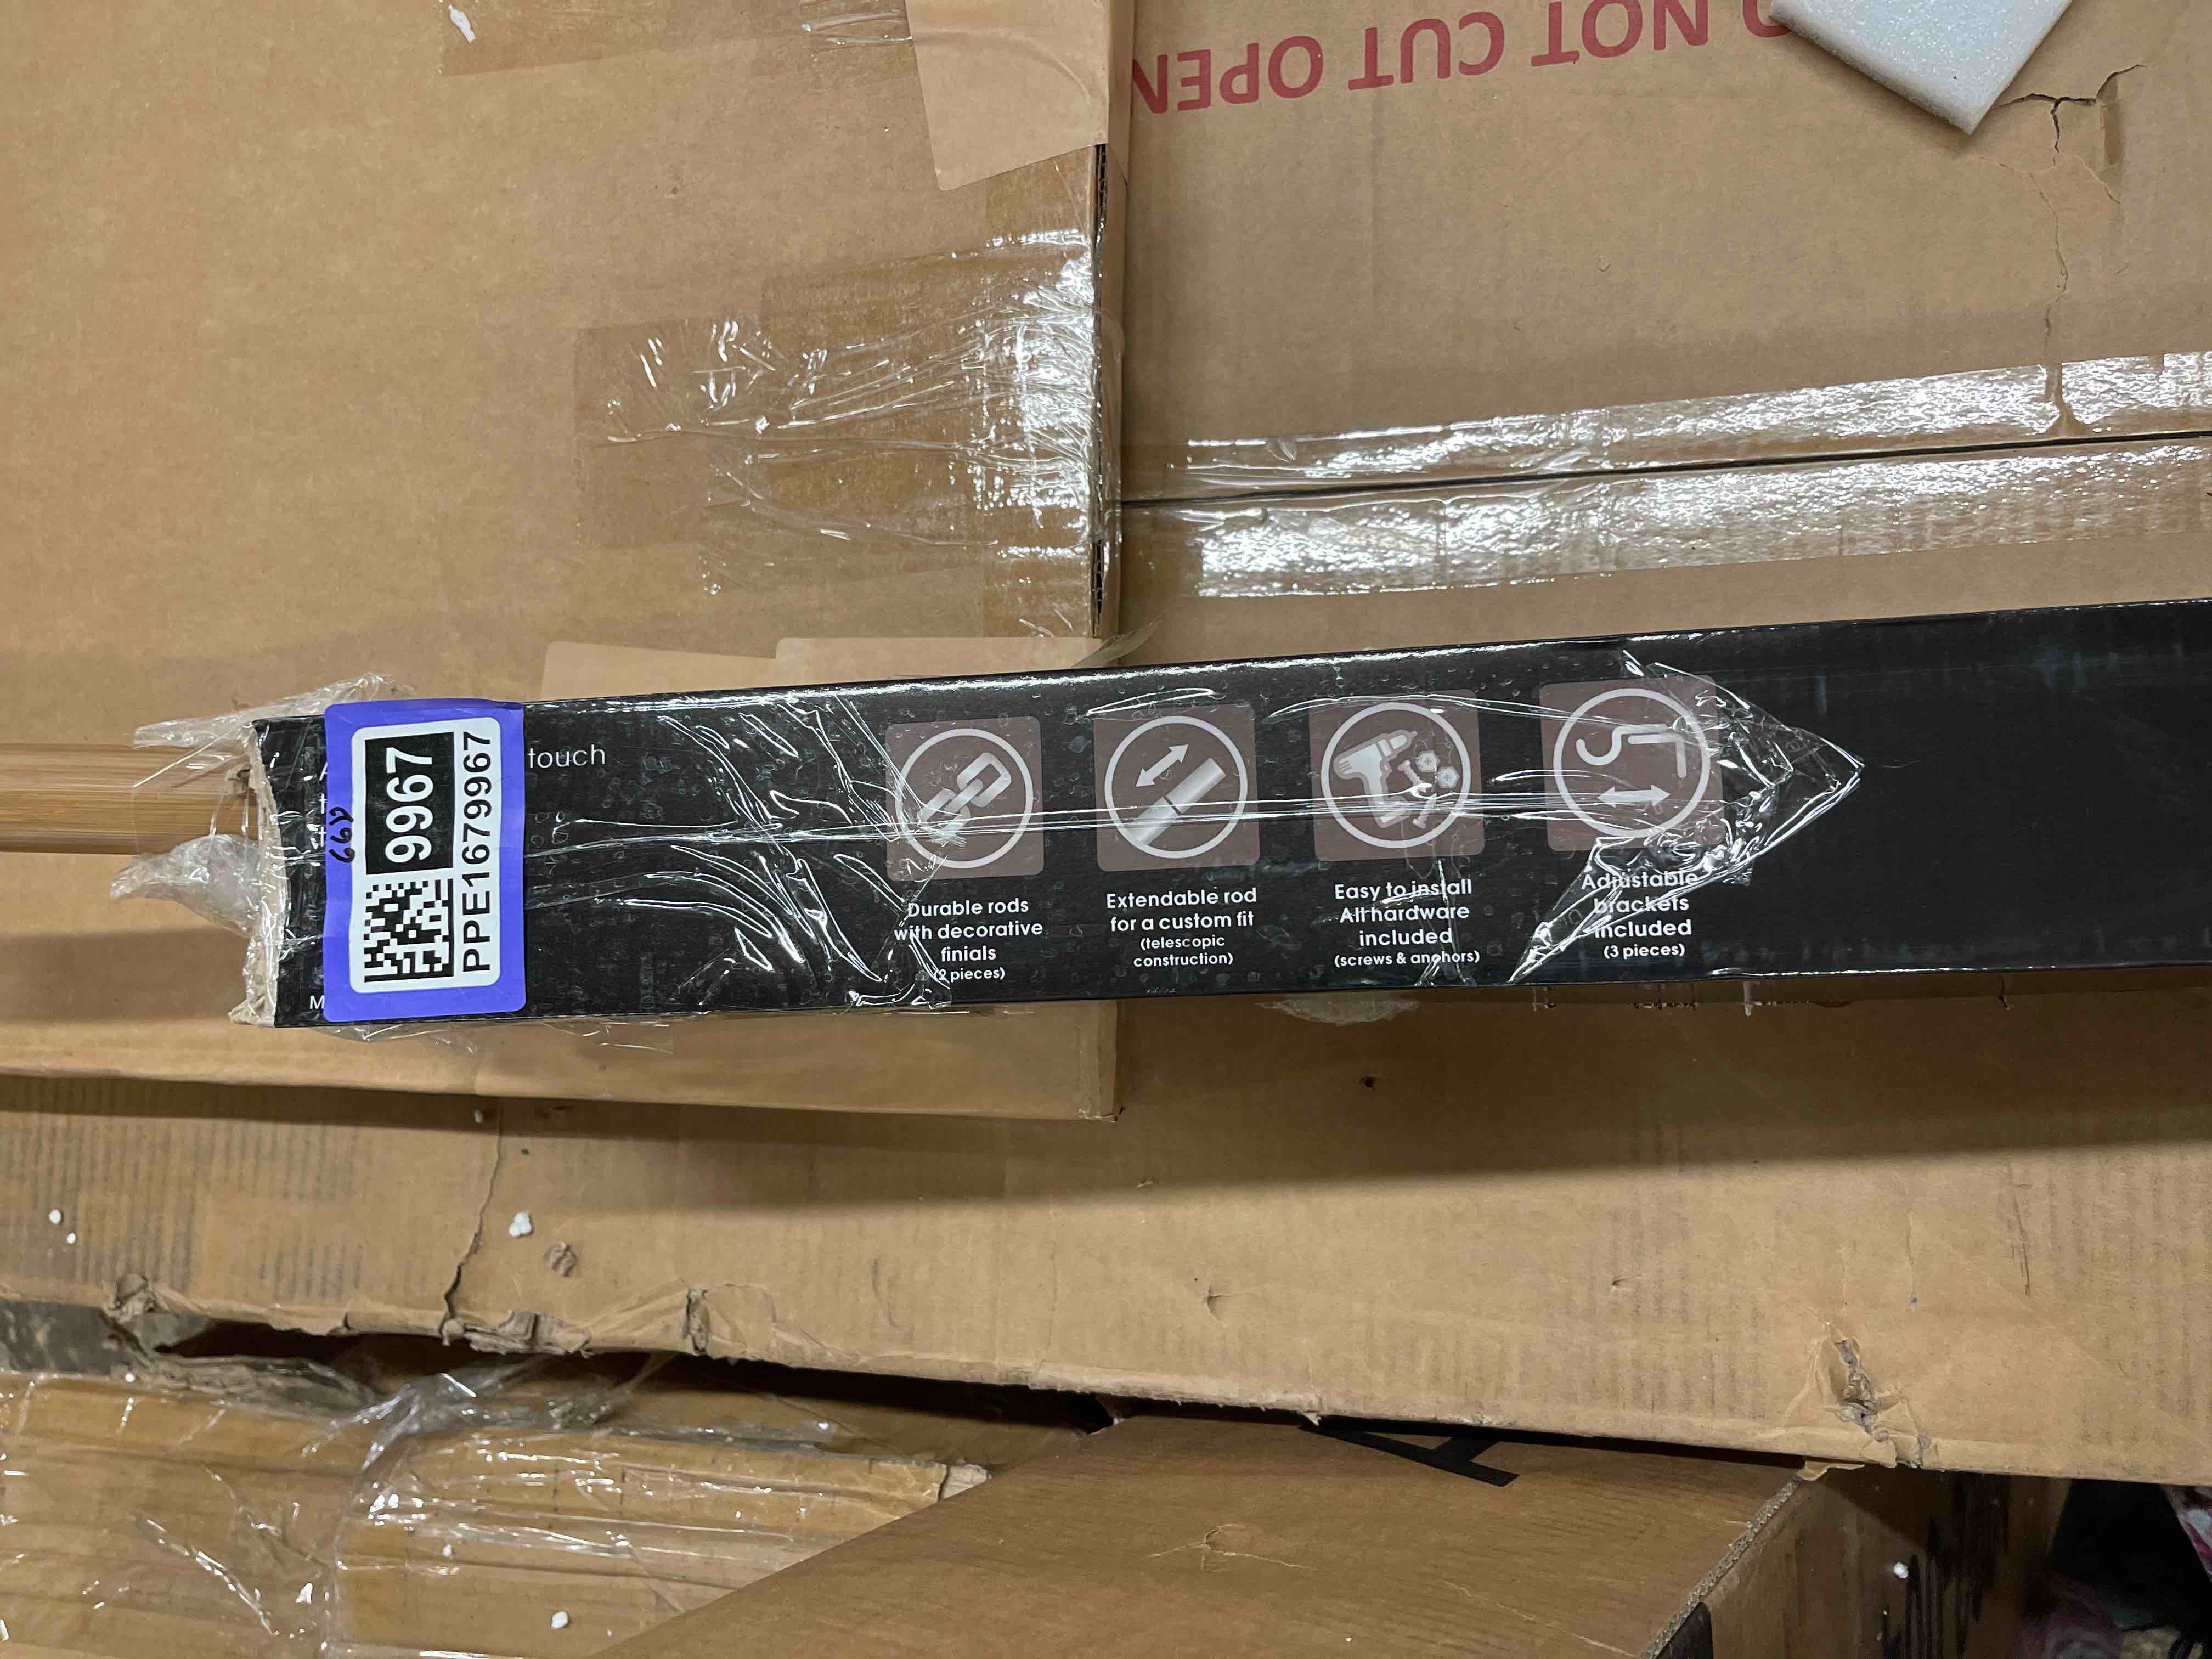 NOT CUT OPEN
touch
9967
PPE1679967
Durable rods
with decorative
finials
(2 pieces)
Extendable rod
for a custom fit
(telescopic
construction)
Easy to install
All hardware
included
(screws & anchors)
Adjustable
brackets
included
(3 pieces)